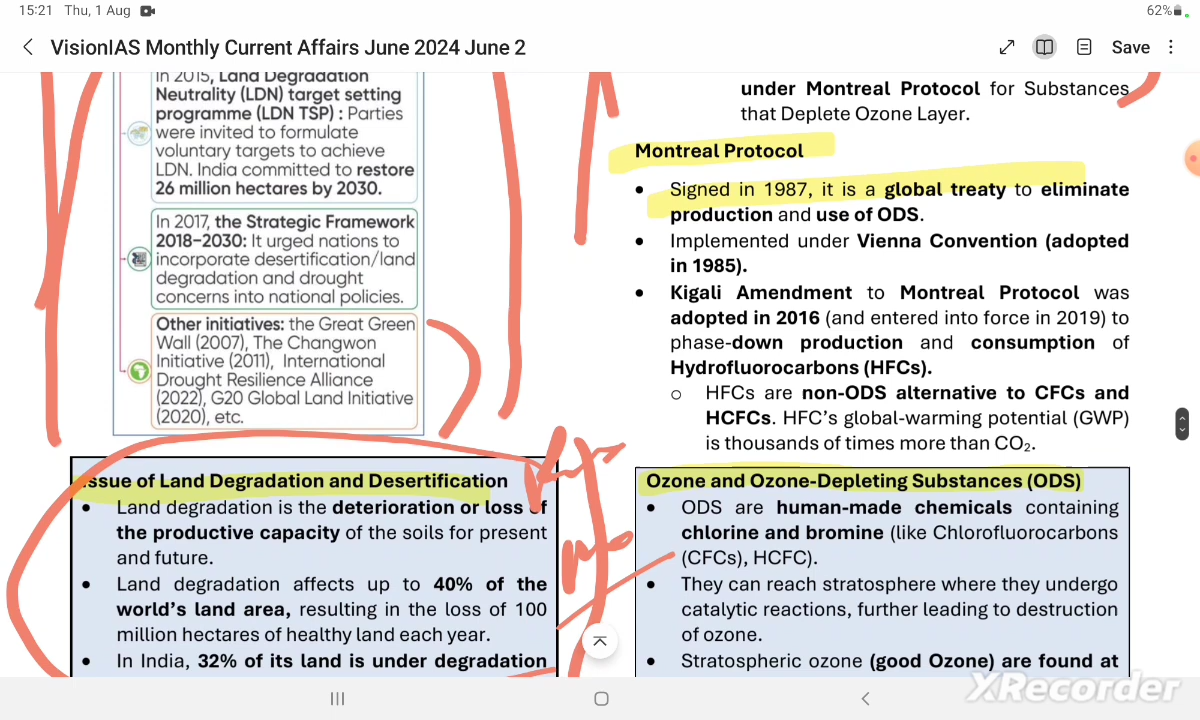 15:21 Thu, 1 Aug
62%
VisionIAS Monthly Current Affairs June 2024 June 2
Save
In 2015, Land Degradation
Neutrality (LDN) target setting
programme (LDN TSP) : Parties
were invited to formulate
voluntary targets to achieve
LDN. India committed to restore
26 million hectares by 2030.
In 2017, the Strategic Framework
2018-2030: It urged nations to
incorporate desertification/land
degradation and drought
concerns into national policies.
Other initiatives: the Great Green
Wall (2007), The Changwon
Initiative (2011), International
Drought Resilience Alliance
(2022), G20 Global Land Initiative
(2020), etc.
Issue of Land Degradation and Desertification
• Land degradation is the deterioration or loss of
the productive capacity of the soils for present
and future.
• Land degradation affects up to 40% of the
world's land area, resulting in the loss of 100
million hectares of healthy land each year.
• In India, 32% of its land is under degradation
under Montreal Protocol for Substances
that Deplete Ozone Layer.
Montreal Protocol
• Signed in 1987, it is a global treaty to eliminate
production and use of ODS.
• Implemented under Vienna Convention (adopted
in 1985).
• Kigali Amendment to Montreal Protocol was
adopted in 2016 (and entered into force in 2019) to
phase-down production and consumption of
Hydrofluorocarbons (HFCs).
o HFCs are non-ODS alternative to CFCs and
HCFCs. HFC's global-warming potential (GWP)
is thousands of times more than CO₂.
Ozone and Ozone-Depleting Substances (ODS)
• ODS are human-made chemicals containing
chlorine and bromine (like Chlorofluorocarbons
(CFCs), HCFC).
• They can reach stratosphere where they undergo
catalytic reactions, further leading to destruction
of ozone.
• Stratospheric ozone (good Ozone) are found at
XRecorder